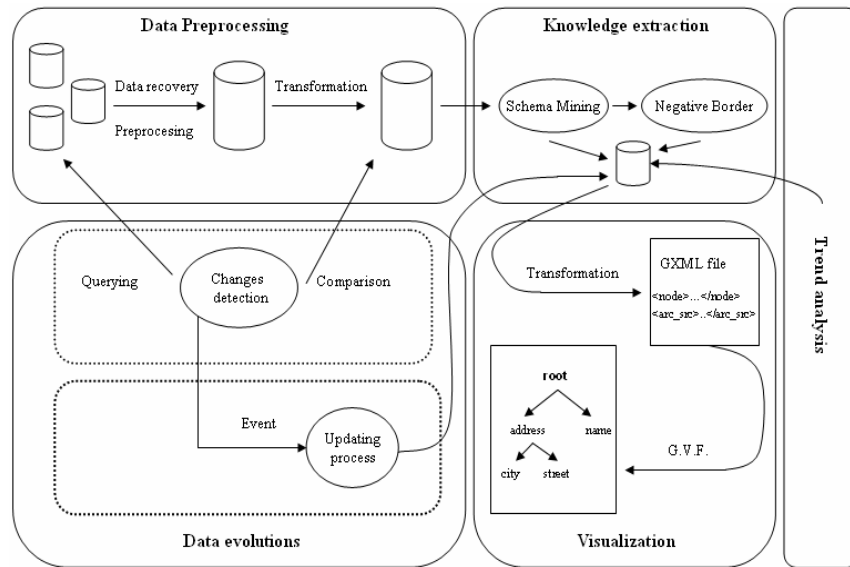 Data Preprocessing
Data recovery
Preprocesing
Transformation
Knowledge extraction
Schema Mining
Negative Border
Trend analysis
Querying
Changes
detection
Comparison
Event
Updating
process
Data evolutions
Transformation
GXML file
<node>...</node>
<arc_src>..</arc_src>
root
address
name
city
street
G.V.F.
Visualization